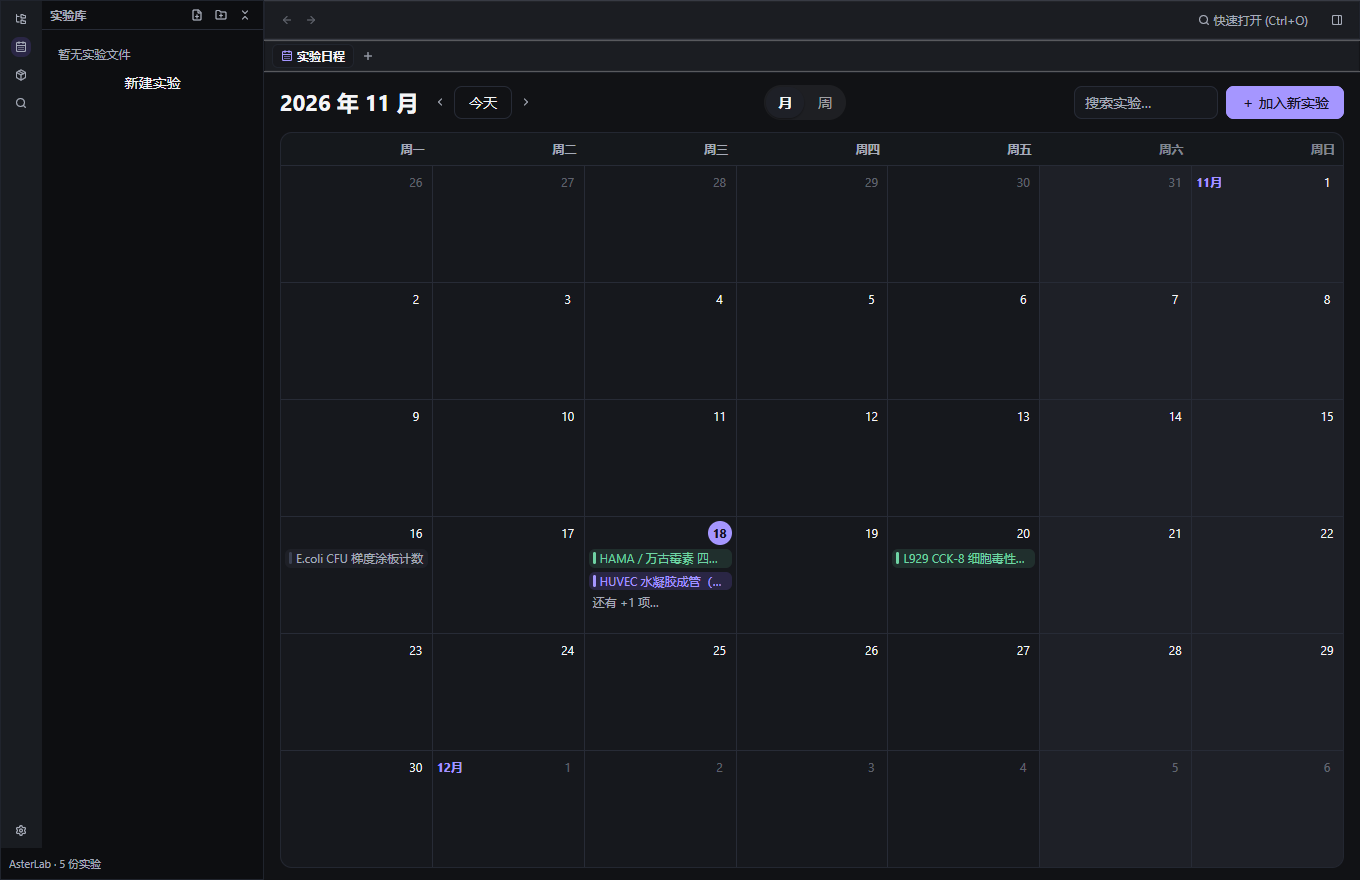 实验库
暂无实验文件
新建实验
AsterLab · 5 份实验
快速打开 (Ctrl+O)
实验日程 +
2026 年 11 月 ‹ 今天 ›
月 周
搜索实验...
+ 加入新实验
周一 周二 周三 周四 周五 周六 周日
26 27 28 29 30 31 11月 1
2 3 4 5 6 7 8
9 10 11 12 13 14 15
16 17 18 19 20 21 22
E.coli CFU 梯度涂板计数 HAMA / 万古霉素 四... L929 CCK-8 细胞毒性...
HUVEC 水凝胶成管（...
还有 +1 项...
23 24 25 26 27 28 29
30 12月 1 2 3 4 5 6